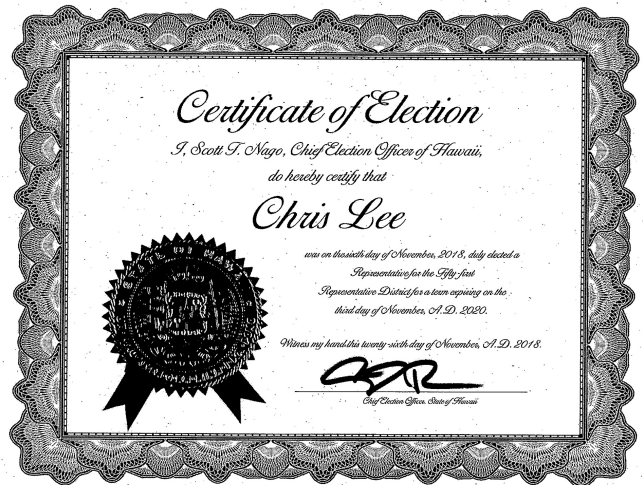 Certificate of Election
I, Scott T. Nago, Chief Election Officer of Hawaii,
do hereby certify that
Chris Lee
was on the sixth day of November, 2018, duly elected a
Representative for the Fifty-first
Representative District for a term expiring on the
third day of November, A.D. 2020.
Witness my hand this twenty-sixth day of November, A.D. 2018.
Chief Election Officer, State of Hawaii